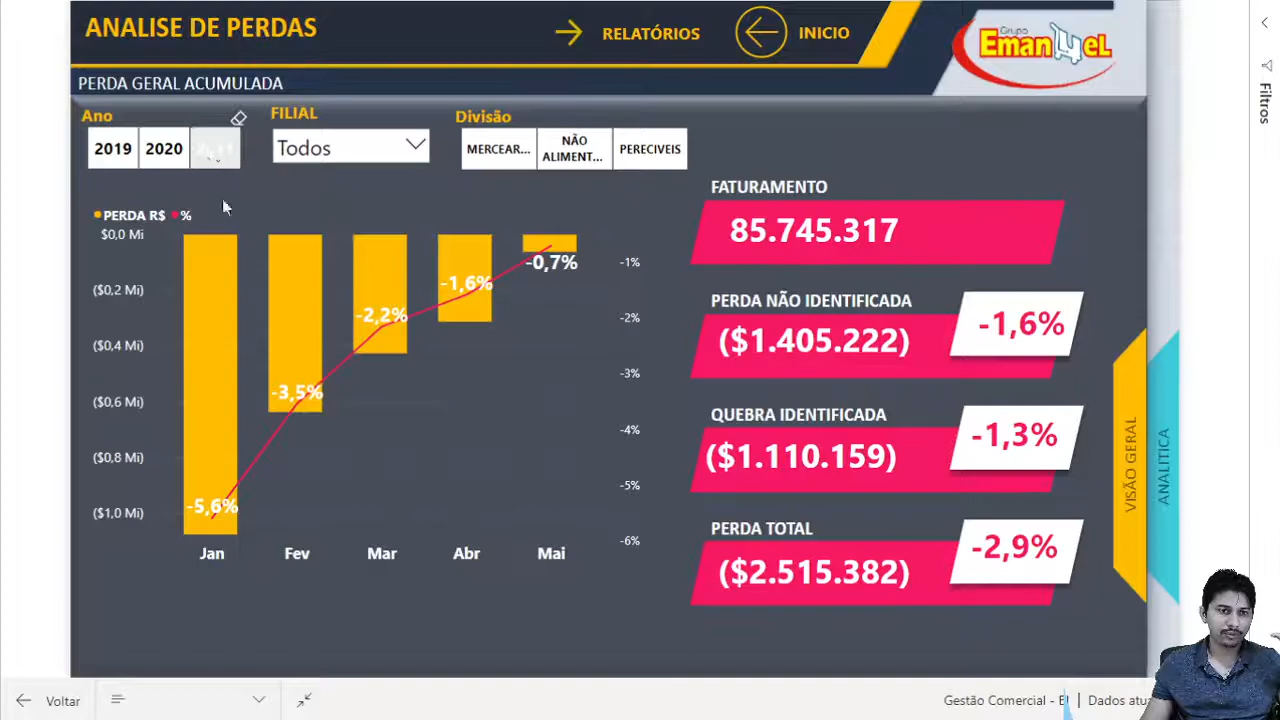 ANALISE DE PERDAS
RELATÓRIOS
INICIO
Grupo
EmanueL
PERDA GERAL ACUMULADA
Filtros
Ano
FILIAL
Divisão
2019
2020
Todos
MERCEAR...
NÃO
ALIMENT...
PERECIVEIS
PERDA R$
%
$0,0 Mi
($0,2 Mi)
($0,4 Mi)
($0,6 Mi)
($0,8 Mi)
($1,0 Mi)
-5,6%
-3,5%
-2,2%
-1,6%
-0,7%
-1%
-2%
-3%
-4%
-5%
-6%
Jan
Fev
Mar
Abr
Mai
FATURAMENTO
85.745.317
PERDA NÃO IDENTIFICADA
($1.405.222)
-1,6%
QUEBRA IDENTIFICADA
($1.110.159)
-1,3%
PERDA TOTAL
($2.515.382)
-2,9%
VISÃO GERAL
ANALITICA
Voltar
Gestão Comercial -
Dados